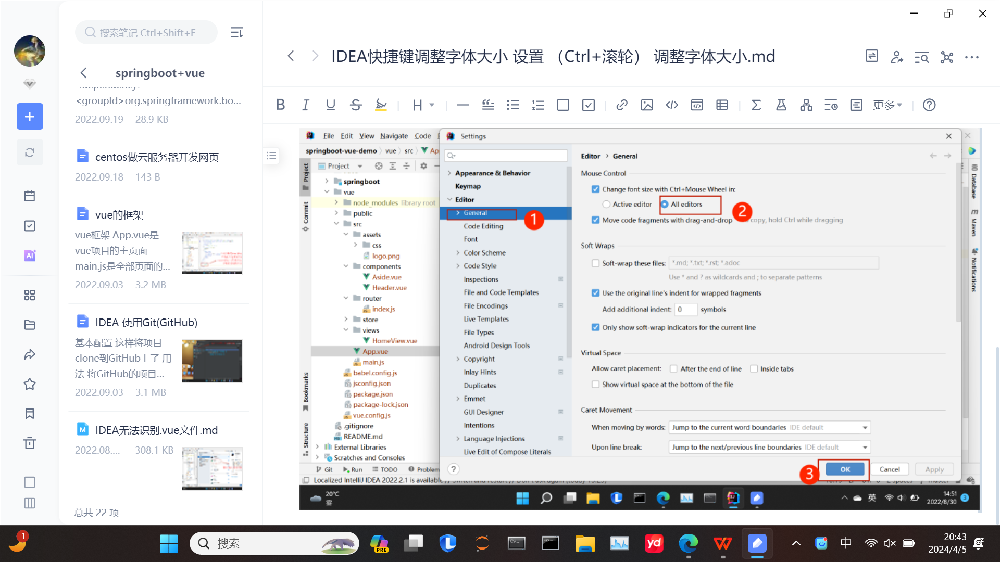 搜索笔记 Ctrl+Shift+F
springboot+vue
<groupId>org.springframework.bo...
2022.09.19 28.9 KB
centos做云服务器开发网页
2022.09.18 143 B
vue的框架
vue框架 App.vue是
vue项目的主页面
main.js是全部页面的...
2022.09.03 3.2 MB
IDEA 使用Git(GitHub)
基本配置 这样将项目
clone到GitHub上了 用
法 将GitHub的项目...
2022.09.03 3.1 MB
IDEA无法识别.vue文件.md
2022.08.... 308.1 KB
总共 22 项
AI
IDEA快捷键调整字体大小 设置 （Ctrl+滚轮） 调整字体大小.md
更多
File Edit View Navigate Code
springboot-vue-demo vue src
Project
Project
Commit
Bookmarks
Structure
springboot
vue
node_modules library root
public
src
assets
css
logo.png
components
Aside.vue
Header.vue
router
index.js
store
views
HomeView.vue
App.vue
main.js
babel.config.js
jsconfig.json
package.json
package-lock.json
vue.config.js
.gitignore
README.md
External Libraries
Scratches and Consoles
Git Run TODO Problem
Localized IntelliJ IDEA 2022.2.1 is available
Settings
Appearance & Behavior
Keymap
Editor
General
1
Code Editing
Font
Color Scheme
Code Style
Inspections
File and Code Templates
File Encodings
Live Templates
File Types
Android Design Tools
Copyright
Inlay Hints
Duplicates
Emmet
GUI Designer
Intentions
Language Injections
Live Edit of Compose Literals
Editor › General
Mouse Control
Change font size with Ctrl+Mouse Wheel in:
Active editor All editors
2
Move code fragments with drag-and-drop copy, hold Ctrl while dragging
Soft Wraps
Soft-wrap these files: *.md; *.txt; *.rst; *.adoc
Use * and ? as wildcards and ; to separate patterns
Use the original line's indent for wrapped fragments
Add additional indent: 0 symbols
Only show soft-wrap indicators for the current line
Virtual Space
Allow caret placement: After the end of line Inside tabs
Show virtual space at the bottom of the file
Caret Movement
When moving by words: Jump to the current word boundaries IDE default
Upon line break: Jump to the next/previous line boundaries IDE default
3 OK Cancel Apply
Database
Maven
Notifications
20°C
雾
英
14:51
2022/8/30
3
1
搜索
PRE
yd
中
20:43
2024/4/5